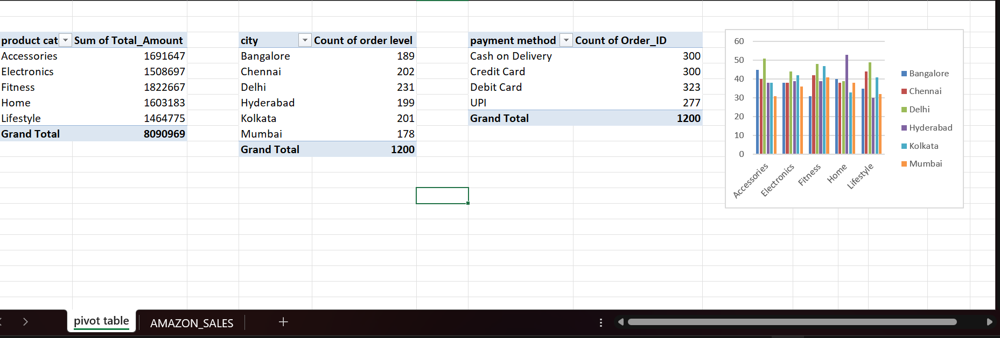 product cat Sum of Total_Amount
Accessories 1691647
Electronics 1508697
Fitness 1822667
Home 1603183
Lifestyle 1464775
Grand Total 8090969
city Count of order level
Bangalore 189
Chennai 202
Delhi 231
Hyderabad 199
Kolkata 201
Mumbai 178
Grand Total 1200
payment method Count of Order_ID
Cash on Delivery 300
Credit Card 300
Debit Card 323
UPI 277
Grand Total 1200
60
50
40
30
20
10
0
Accessories
Electronics
Fitness
Home
Lifestyle
Bangalore
Chennai
Delhi
Hyderabad
Kolkata
Mumbai
pivot table
AMAZON_SALES